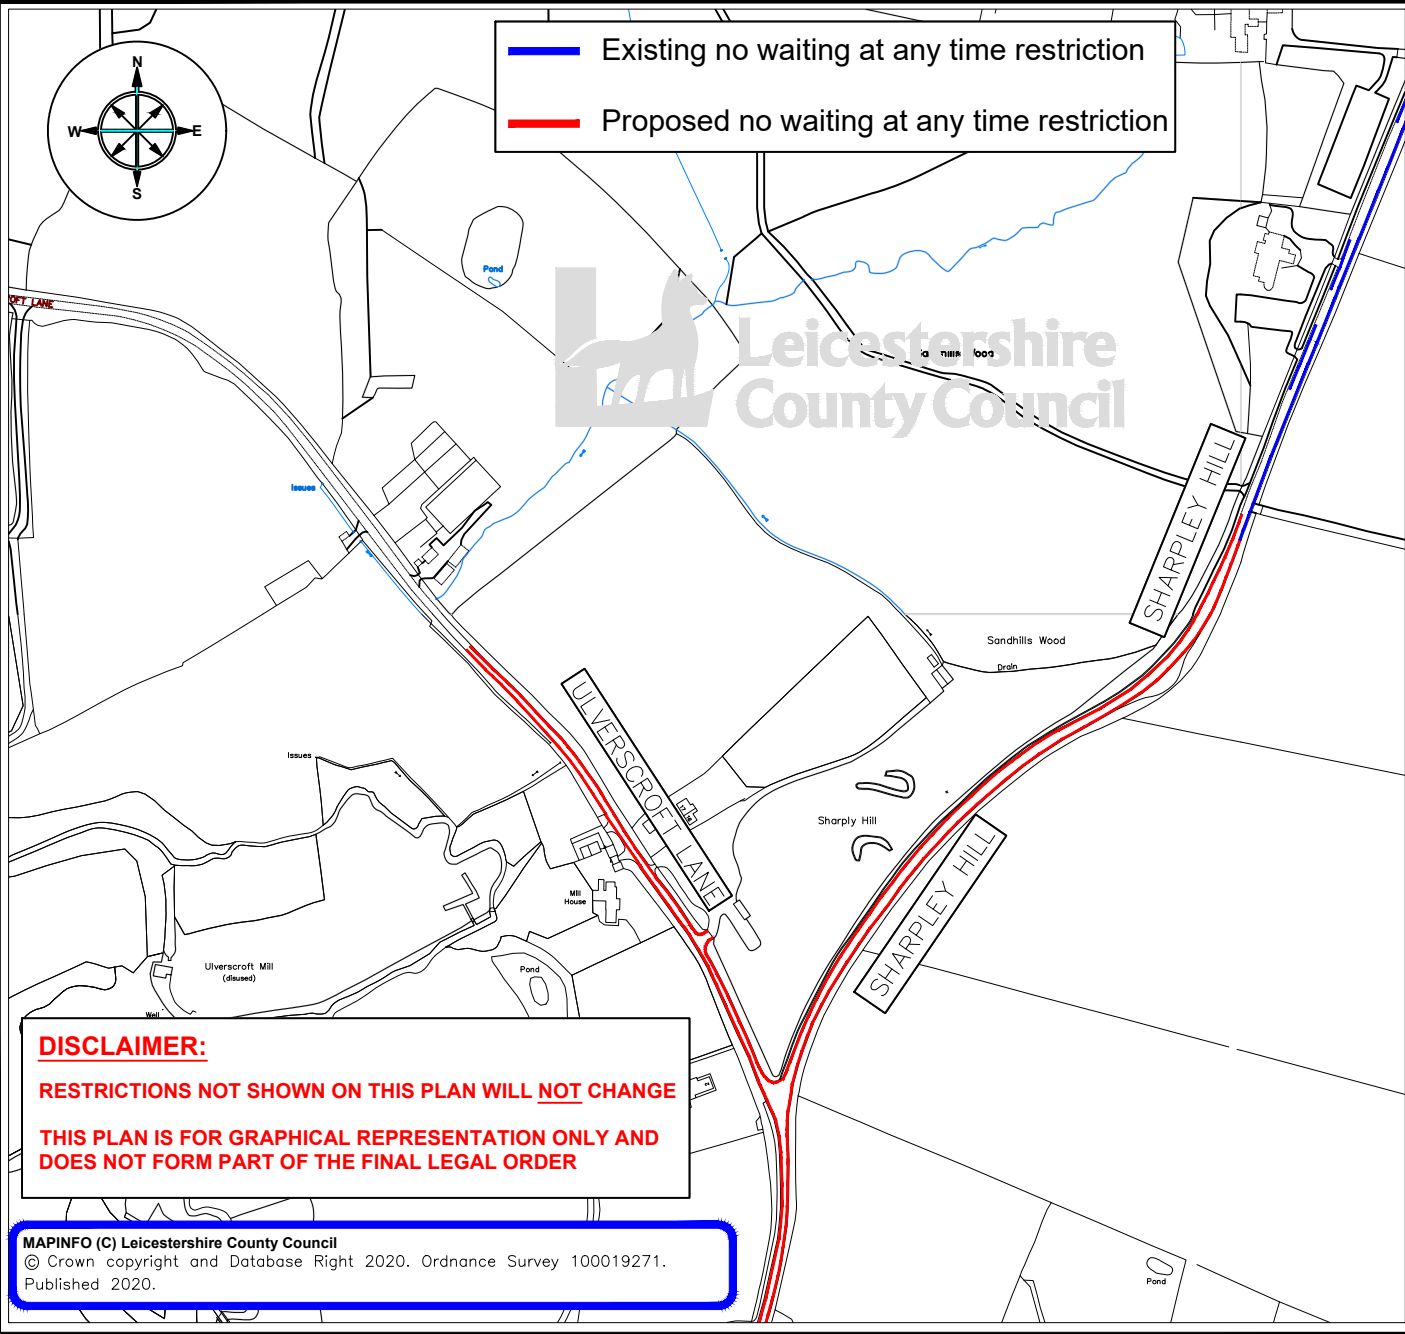 Existing no waiting at any time restriction
Proposed no waiting at any time restriction
N
W
E
S
Pond
OFT LANE
Leicestershire
County Council
Issues
SHARPLEY HILL
Sandhills Wood
Drain
ULVERSCROFT LANE
Issues
Sharply Hill
SHARPLEY HILL
Mill
House
Ulverscroft Mill
(disused)
Pond
Well
DISCLAIMER:
RESTRICTIONS NOT SHOWN ON THIS PLAN WILL NOT CHANGE
THIS PLAN IS FOR GRAPHICAL REPRESENTATION ONLY AND
DOES NOT FORM PART OF THE FINAL LEGAL ORDER
2
MAPINFO (C) Leicestershire County Council
© Crown copyright and Database Right 2020. Ordnance Survey 100019271.
Published 2020.
Pond